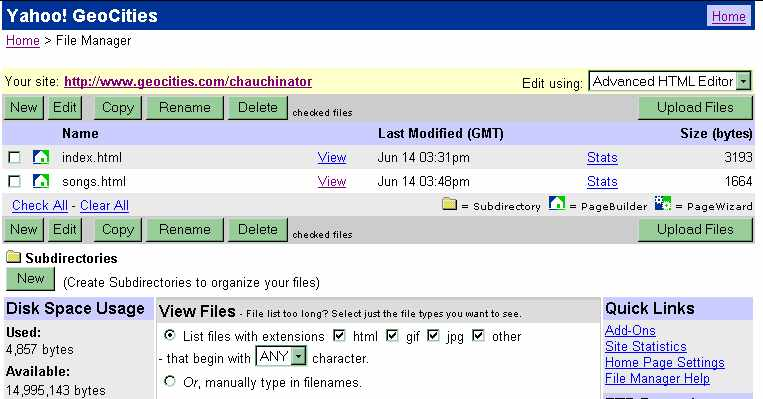 Yahoo! GeoCities Home
Home > File Manager
Your site: http://www.geocities.com/chauchinator Edit using: Advanced HTML Editor
New Edit Copy Rename Delete checked files Upload Files
Name Last Modified (GMT) Size (bytes)
index.html View Jun 14 03:31pm Stats 3193
songs.html View Jun 14 03:48pm Stats 1664
Check All - Clear All = Subdirectory = PageBuilder = PageWizard
New Edit Copy Rename Delete checked files Upload Files
Subdirectories
New (Create Subdirectories to organize your files)
Disk Space Usage
Used:
4,857 bytes
Available:
14,995,143 bytes
View Files - File list too long? Select just the file types you want to see.
List files with extensions html gif jpg other
- that begin with ANY character.
Or, manually type in filenames.
Quick Links
Add-Ons
Site Statistics
Home Page Settings
File Manager Help